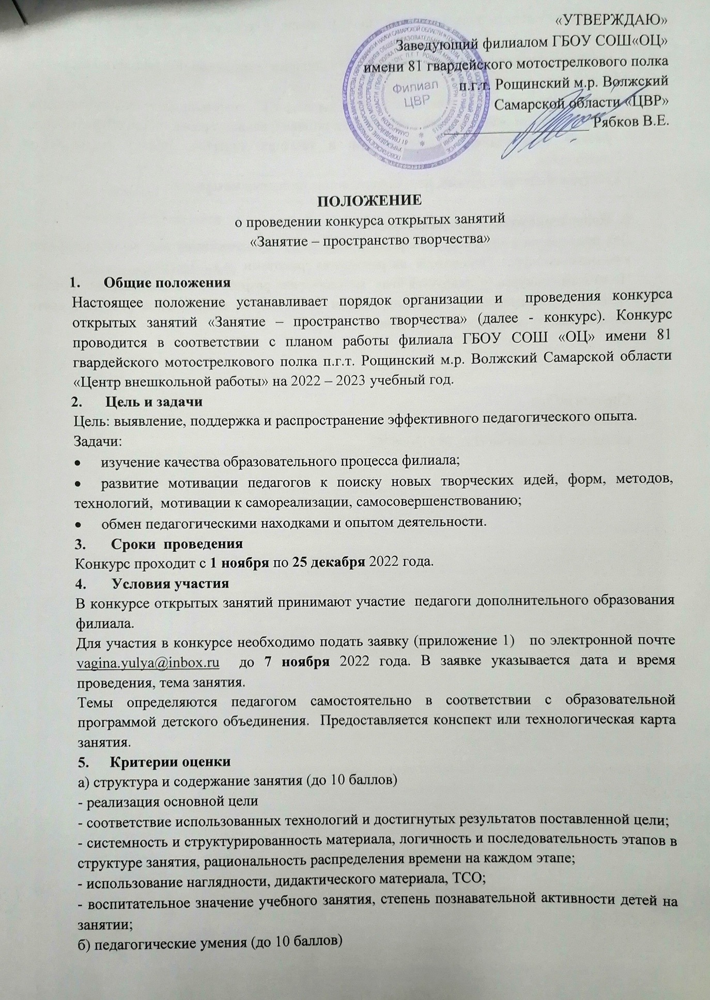 «УТВЕРЖДАЮ»
Заведующий филиалом ГБОУ СОШ«ОЦ»
имени 81 гвардейского мотострелкового полка
п.г.т. Рощинский м.р. Волжский
Самарской области «ЦВР»
Рябков В.Е.
Филиал
ЦВР
ПОЛОЖЕНИЕ
о проведении конкурса открытых занятий
«Занятие – пространство творчества»
1. Общие положения
Настоящее положение устанавливает порядок организации и проведения конкурса
открытых занятий «Занятие – пространство творчества» (далее - конкурс). Конкурс
проводится в соответствии с планом работы филиала ГБОУ СОШ «ОЦ» имени 81
гвардейского мотострелкового полка п.г.т. Рощинский м.р. Волжский Самарской области
«Центр внешкольной работы» на 2022 – 2023 учебный год.
2. Цель и задачи
Цель: выявление, поддержка и распространение эффективного педагогического опыта.
Задачи:
• изучение качества образовательного процесса филиала;
• развитие мотивации педагогов к поиску новых творческих идей, форм, методов,
технологий, мотивации к самореализации, самосовершенствованию;
• обмен педагогическими находками и опытом деятельности.
3. Сроки проведения
Конкурс проходит с 1 ноября по 25 декабря 2022 года.
4. Условия участия
В конкурсе открытых занятий принимают участие педагоги дополнительного образования
филиала.
Для участия в конкурсе необходимо подать заявку (приложение 1) по электронной почте
vagina.yulya@inbox.ru до 7 ноября 2022 года. В заявке указывается дата и время
проведения, тема занятия.
Темы определяются педагогом самостоятельно в соответствии с образовательной
программой детского объединения. Предоставляется конспект или технологическая карта
занятия.
5. Критерии оценки
а) структура и содержание занятия (до 10 баллов)
- реализация основной цели
- соответствие использованных технологий и достигнутых результатов поставленной цели;
- системность и структурированность материала, логичность и последовательность этапов в
структуре занятия, рациональность распределения времени на каждом этапе;
- использование наглядности, дидактического материала, ТСО;
- воспитательное значение учебного занятия, степень познавательной активности детей на
занятии;
б) педагогические умения (до 10 баллов)